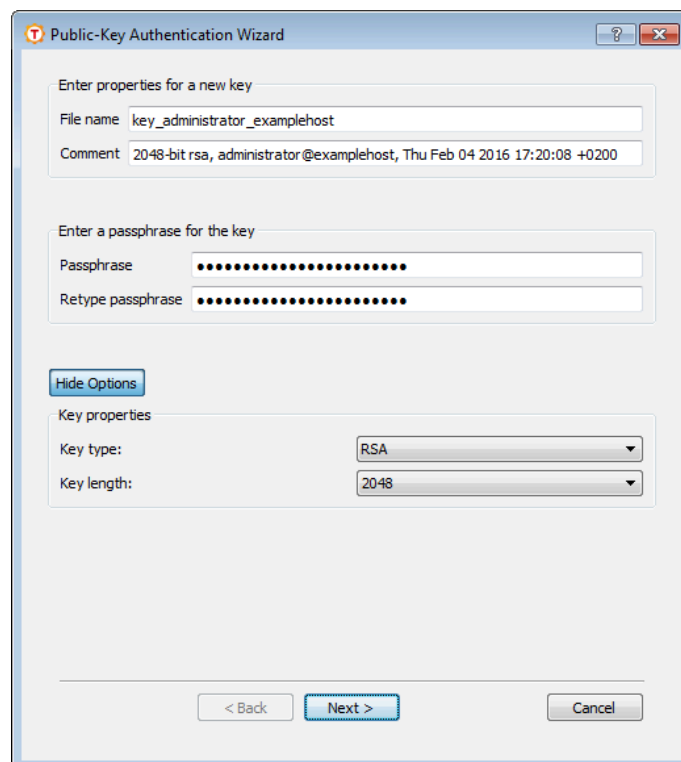 Public-Key Authentication Wizard
Enter properties for a new key
File name key_administrator_examplehost
Comment 2048-bit rsa, administrator@examplehost, Thu Feb 04 2016 17:20:08 +0200
Enter a passphrase for the key
Passphrase ●●●●●●●●●●●●●●●●●●●●●●●
Retype passphrase ●●●●●●●●●●●●●●●●●●●●●●●
Hide Options
Key properties
Key type: RSA
Key length: 2048
< Back Next > Cancel